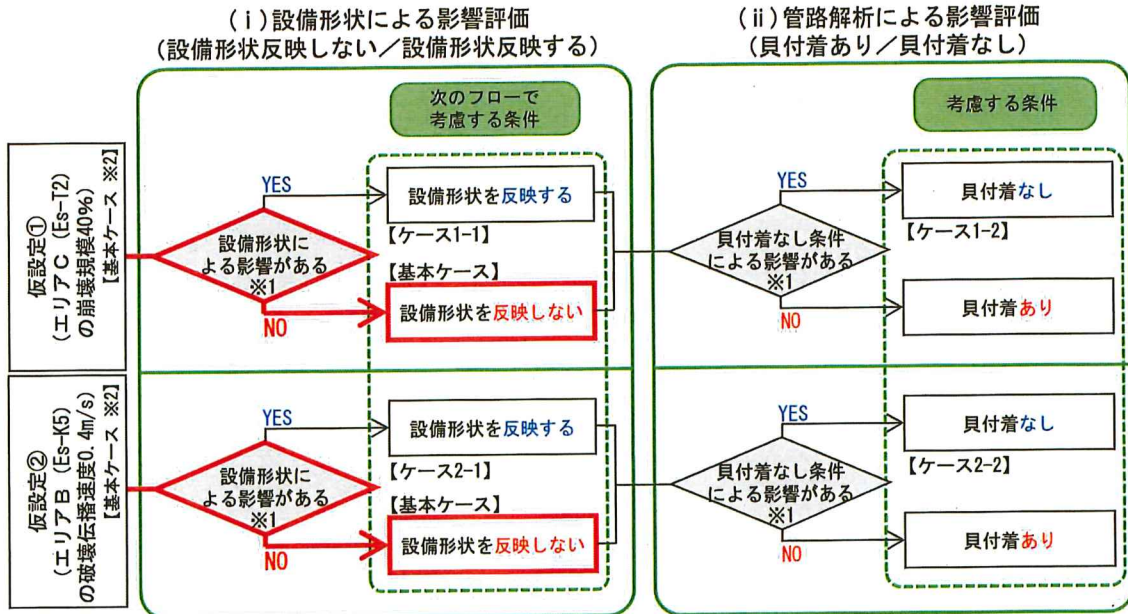 (ⅰ)設備形状による影響評価
(設備形状反映しない/設備形状反映する)
(ⅱ)管路解析による影響評価
(貝付着あり/貝付着なし)
次のフローで
考慮する条件
考慮する条件
仮設定①
(エリアC(Es-T2)
の崩壊規模40%)
【基本ケース ※2】
設備形状に
よる影響がある
※1
YES
設備形状を反映する
【ケース1-1】
【基本ケース】
NO
設備形状を反映しない
貝付着なし条件
による影響がある
※1
YES
貝付着なし
【ケース1-2】
NO
貝付着あり
仮設定②
(エリアB(Es-K5)
の破壊伝播速度0.4m/s)
【基本ケース ※2】
設備形状に
よる影響がある
※1
YES
設備形状を反映する
【ケース2-1】
【基本ケース】
NO
設備形状を反映しない
貝付着なし条件
による影響がある
※1
YES
貝付着なし
【ケース2-2】
NO
貝付着あり